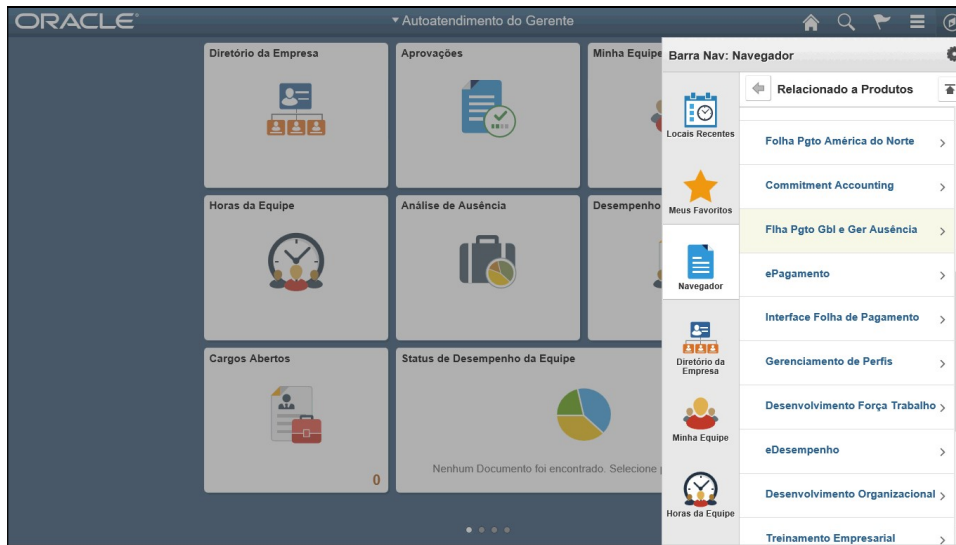 ORACLE
Autoatendimento do Gerente
Diretório da Empresa
Aprovações
Minha Equipe
Horas da Equipe
Análise de Ausência
Desempenho
Cargos Abertos
0
Status de Desempenho da Equipe
Nenhum Documento foi encontrado. Selecione
Barra Nav: Navegador
Locais Recentes
Meus Favoritos
Navegador
Diretório da
Empresa
Minha Equipe
Horas da Equipe
Relacionado a Produtos
Folha Pgto América do Norte
Commitment Accounting
Flha Pgto Gbl e Ger Ausência
ePagamento
Interface Folha de Pagamento
Gerenciamento de Perfis
Desenvolvimento Força Trabalho
eDesempenho
Desenvolvimento Organizacional
Treinamento Empresarial